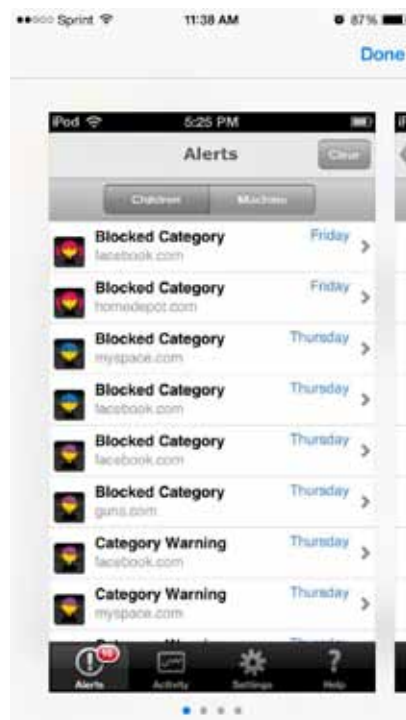 Sprint 11:38 AM 87%
Done
iPod 5:25 PM
Alerts Clear
Children Machine
Blocked Category Friday
facebook.com
Blocked Category Friday
homedepot.com
Blocked Category Thursday
myspace.com
Blocked Category Thursday
facebook.com
Blocked Category Thursday
facebook.com
Blocked Category Thursday
guns.com
Category Warning Thursday
facebook.com
Category Warning Thursday
myspace.com
Alerts Activity Settings ? Help